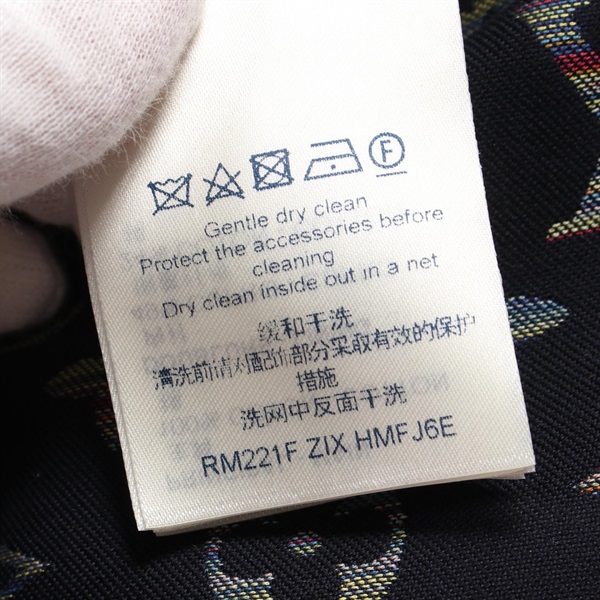 F
Gentle dry clean
Protect the accessories before
cleaning
Dry clean inside out in a net
缓和干洗
清洗前请对配饰部分采取有效的保护
措施
洗网中反面干洗
RM221F ZIX HMFJ6E